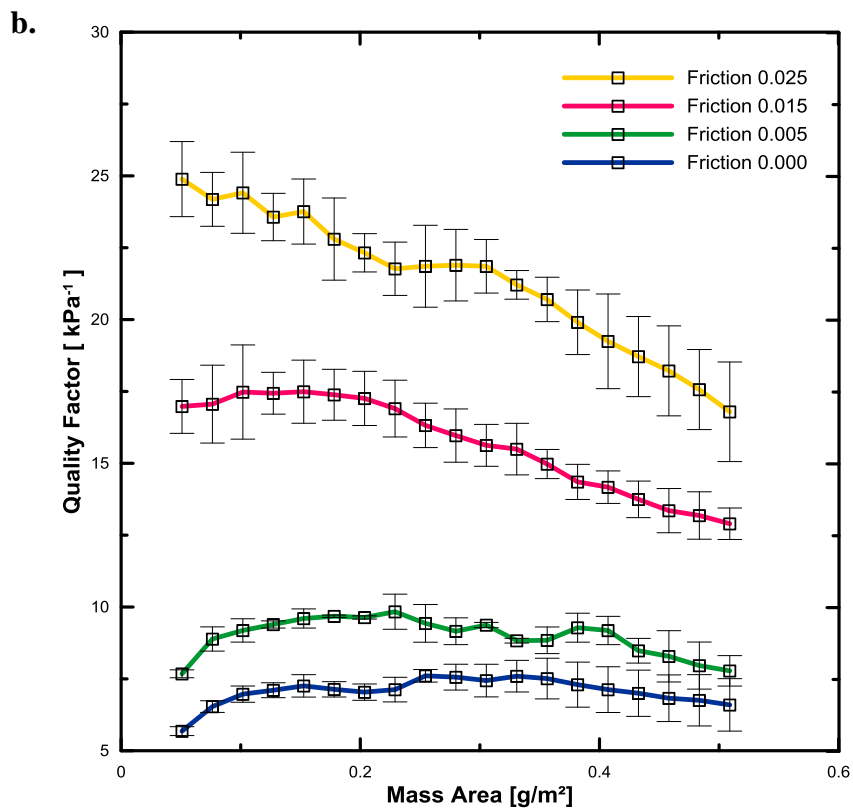 b.
30
25
20
15
10
5
Quality Factor [ kPa⁻¹ ]
Friction 0.025
Friction 0.015
Friction 0.005
Friction 0.000
0
0.2
0.4
0.6
Mass Area [g/m²]